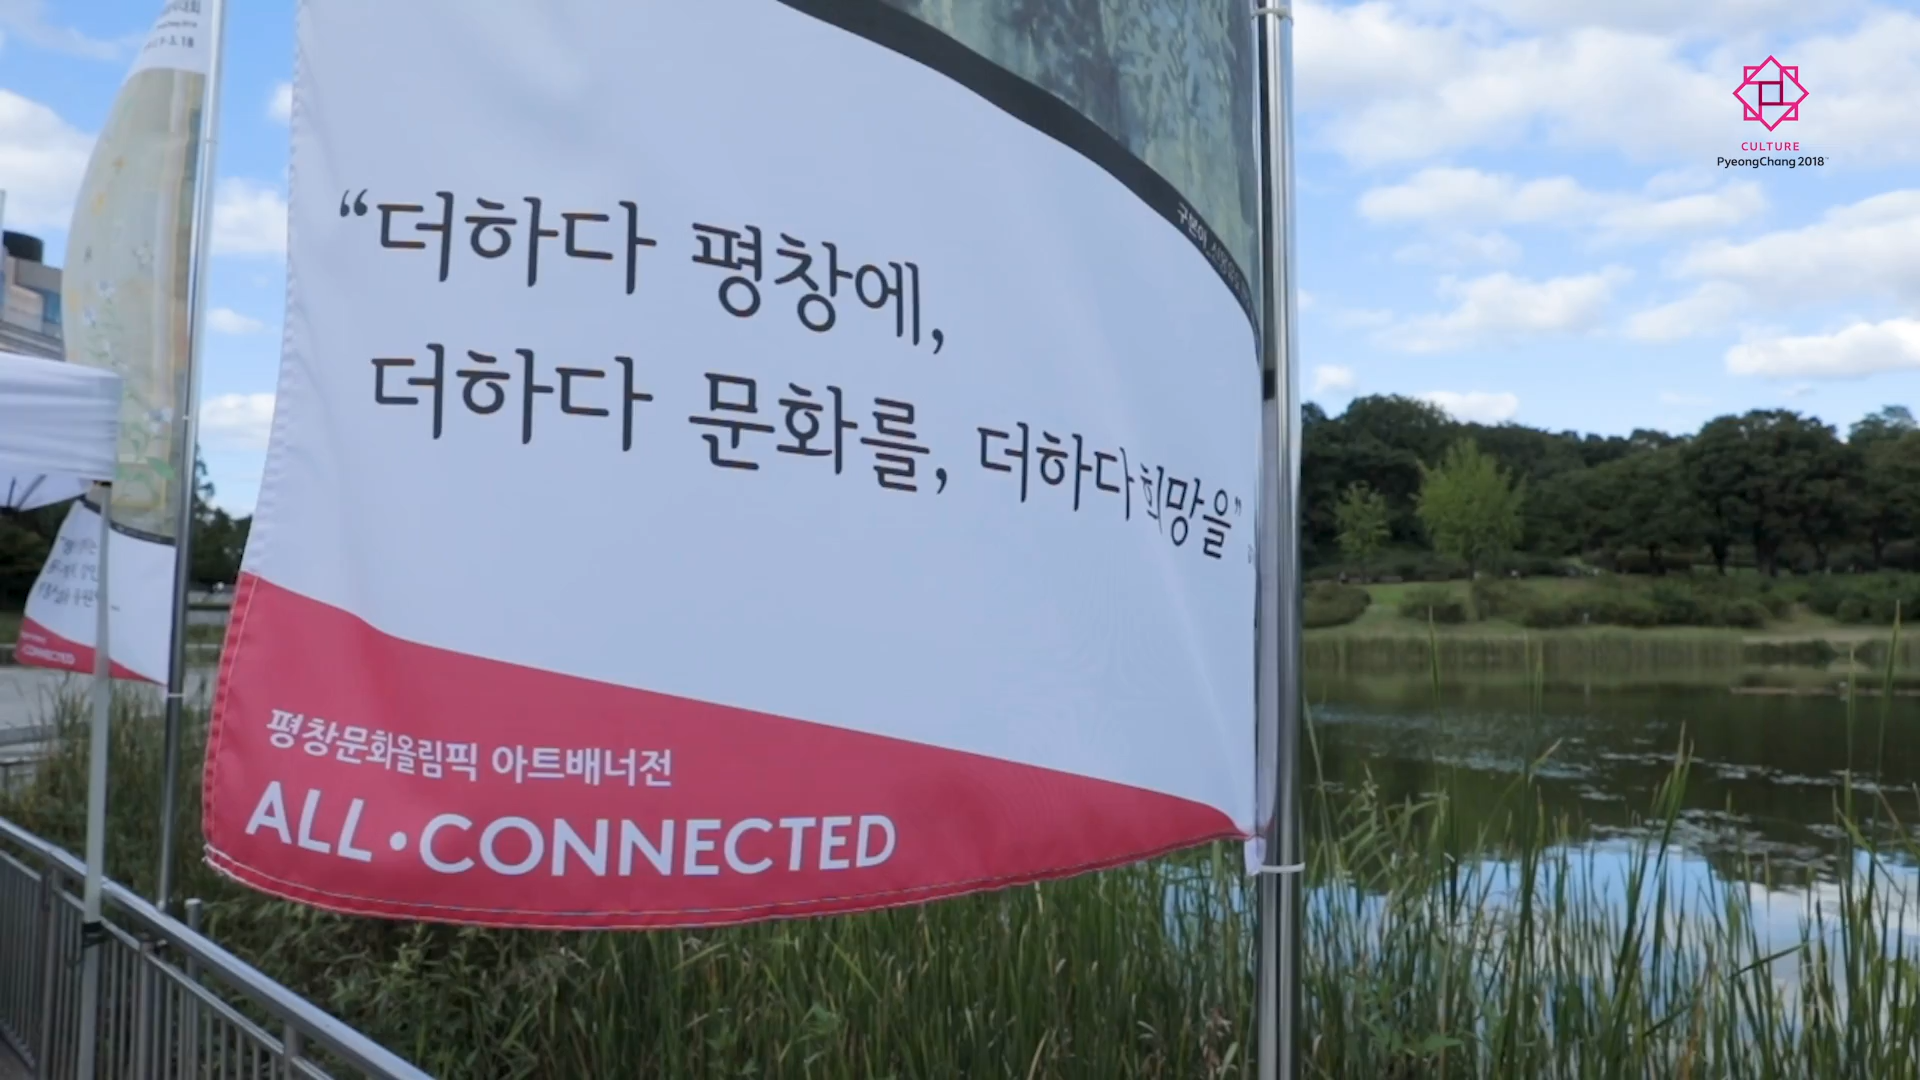 “더하다 평창에,
더하다 문화를, 더하다 희망을”
평창문화올림픽 아트배너전
ALL·CONNECTED
CULTURE
PyeongChang 2018
CONNECTED